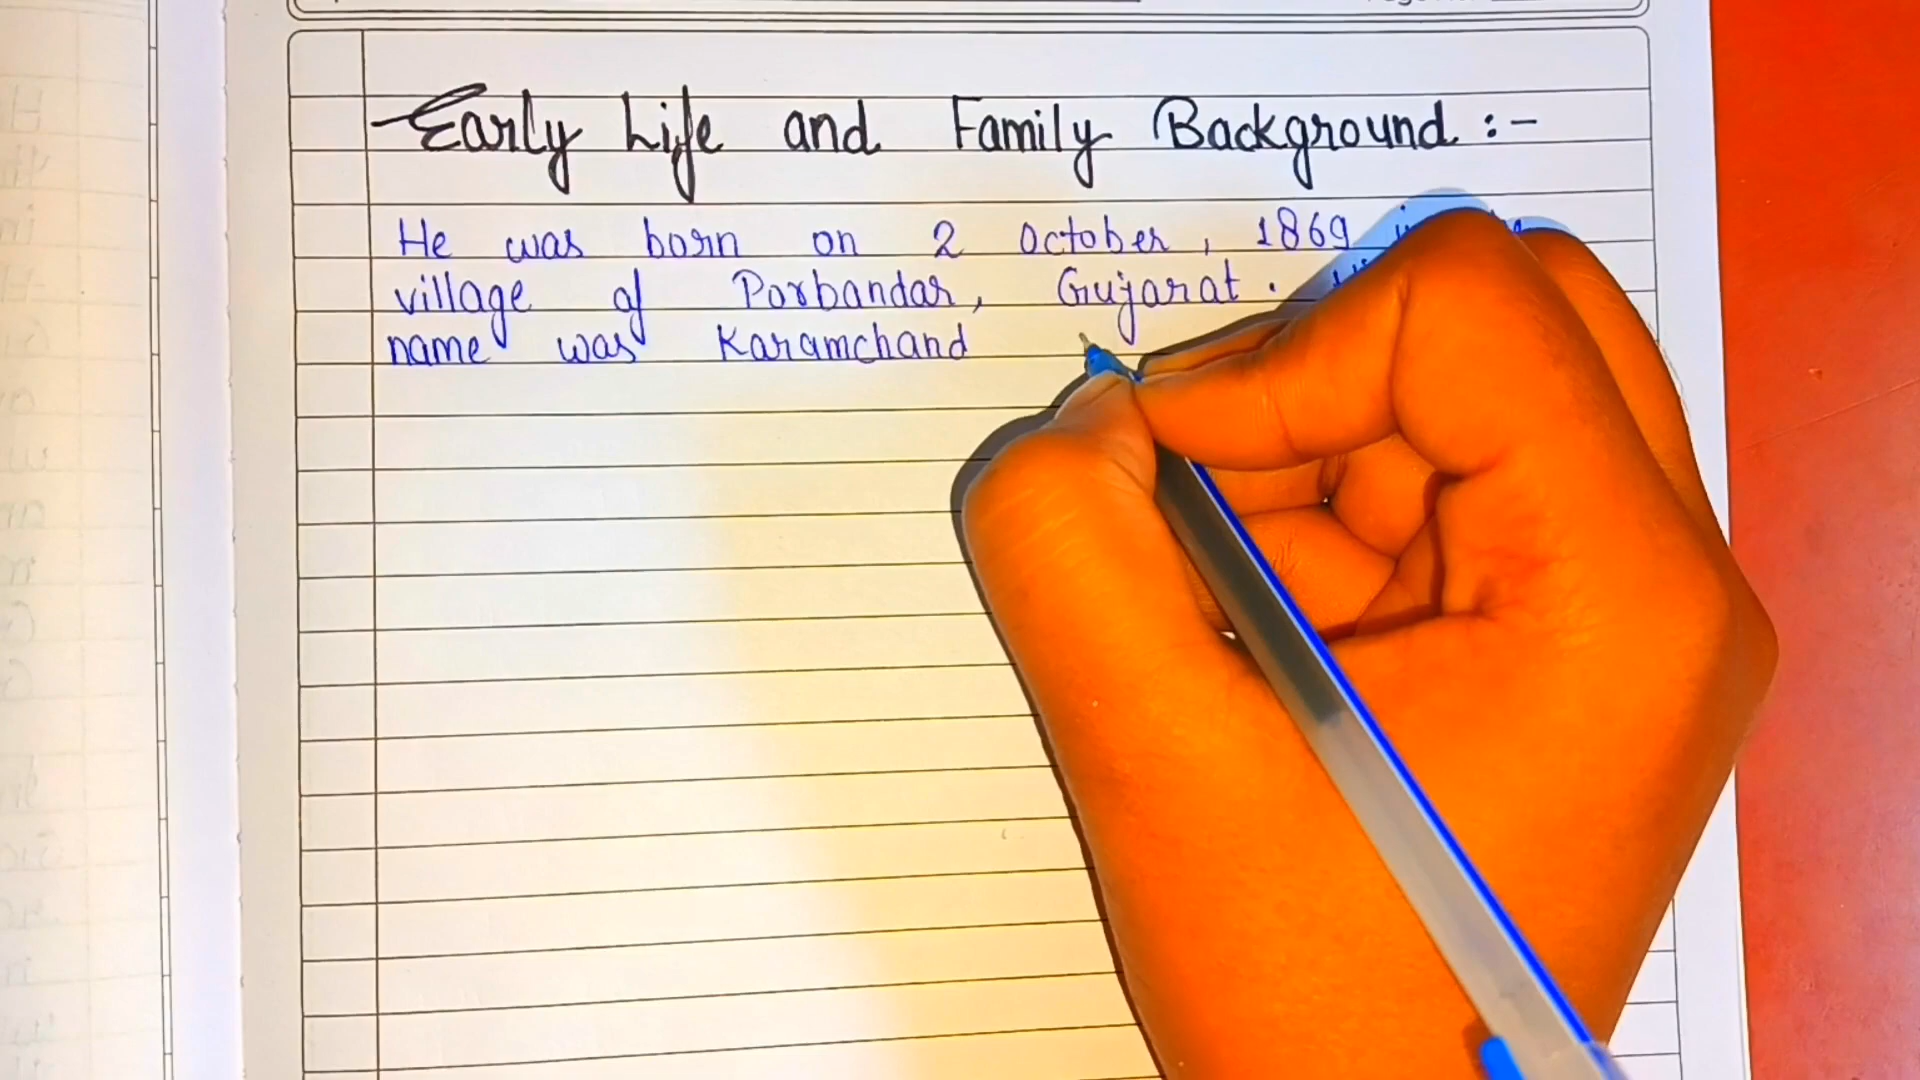 Early Life and Family Background :-
He was born on 2 October, 1869
village of Porbandar, Gujarat.
name was Karamchand